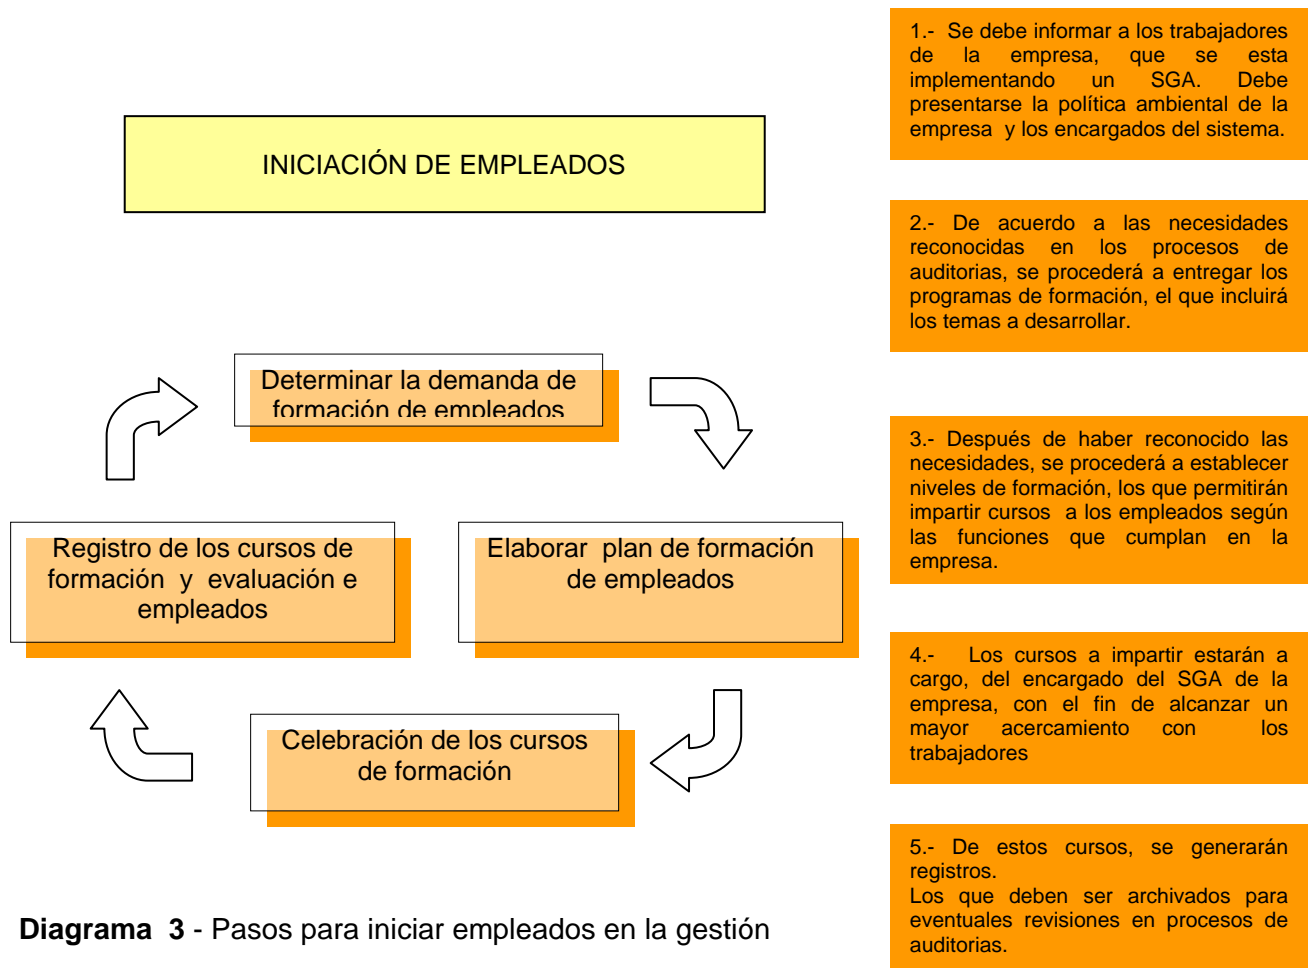 INICIACIÓN DE EMPLEADOS
Determinar la demanda de
formación de empleados
Registro de los cursos de
formación y evaluación e
empleados
Elaborar plan de formación
de empleados
Celebración de los cursos
de formación
Diagrama 3 - Pasos para iniciar empleados en la gestión
1.- Se debe informar a los trabajadores
de la empresa, que se esta
implementando un SGA. Debe
presentarse la política ambiental de la
empresa y los encargados del sistema.
2.- De acuerdo a las necesidades
reconocidas en los procesos de
auditorias, se procederá a entregar los
programas de formación, el que incluirá
los temas a desarrollar.
3.- Después de haber reconocido las
necesidades, se procederá a establecer
niveles de formación, los que permitirán
impartir cursos a los empleados según
las funciones que cumplan en la
empresa.
4.- Los cursos a impartir estarán a
cargo, del encargado del SGA de la
empresa, con el fin de alcanzar un
mayor acercamiento con los
trabajadores
5.- De estos cursos, se generarán
registros.
Los que deben ser archivados para
eventuales revisiones en procesos de
auditorias.